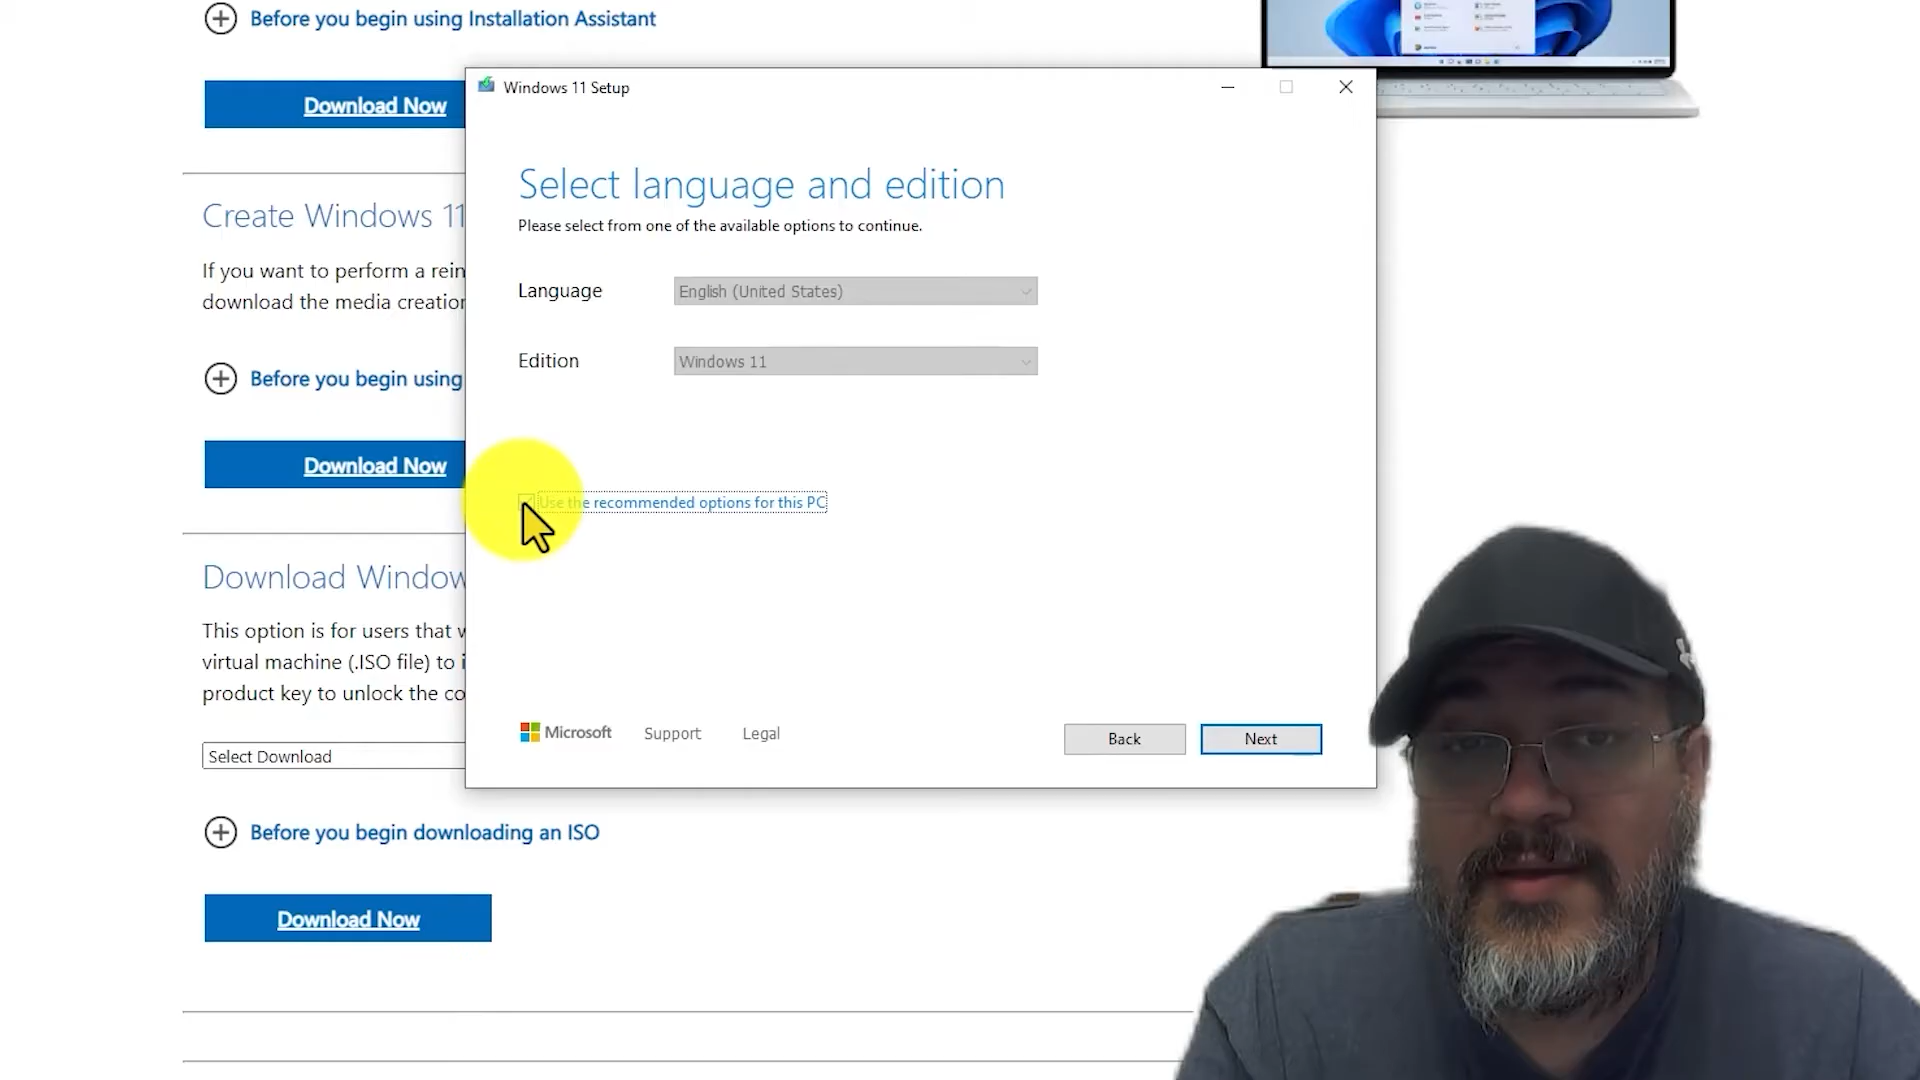 Before you begin using Installation Assistant
Download Now
Create Windows 11
If you want to perform a rein
download the media creation
Before you begin using
Download Now
Download Window
This option is for users that w
virtual machine (.ISO file) to i
product key to unlock the co
Select Download
Before you begin downloading an ISO
Download Now
Windows 11 Setup
Select language and edition
Please select from one of the available options to continue.
Language
English (United States)
Edition
Windows 11
Use the recommended options for this PC
Microsoft
Support
Legal
Back
Next